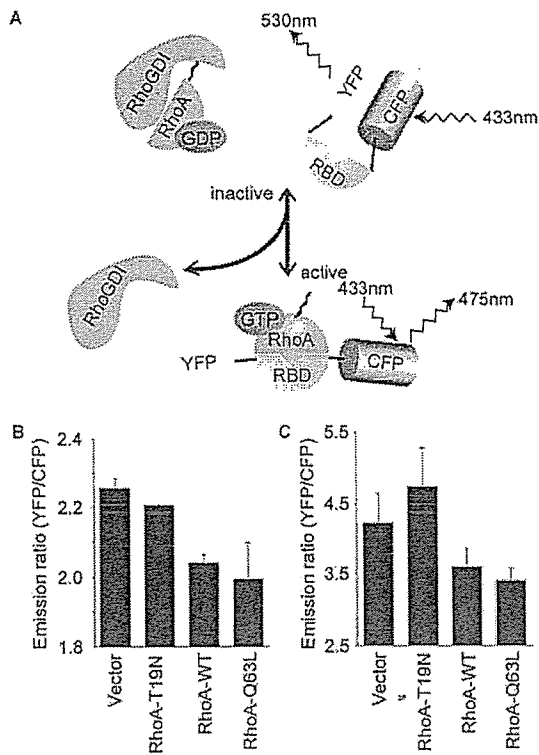 A
530nm
RhoGDI
YFP
CFP
433nm
RhoA
GDP
RBD
inactive
RhoGDI
active
433nm
475nm
GTP
RhoA
YFP
CFP
RBD
B
C
Emission ratio (YFP/CFP)
2.4
2.2
2.0
1.8
Vector
RhoA-T19N
RhoA-WT
RhoA-Q63L
Emission ratio (YFP/CFP)
5.5
4.5
3.5
2.5
Vector
RhoA-T19N
RhoA-WT
RhoA-Q63L